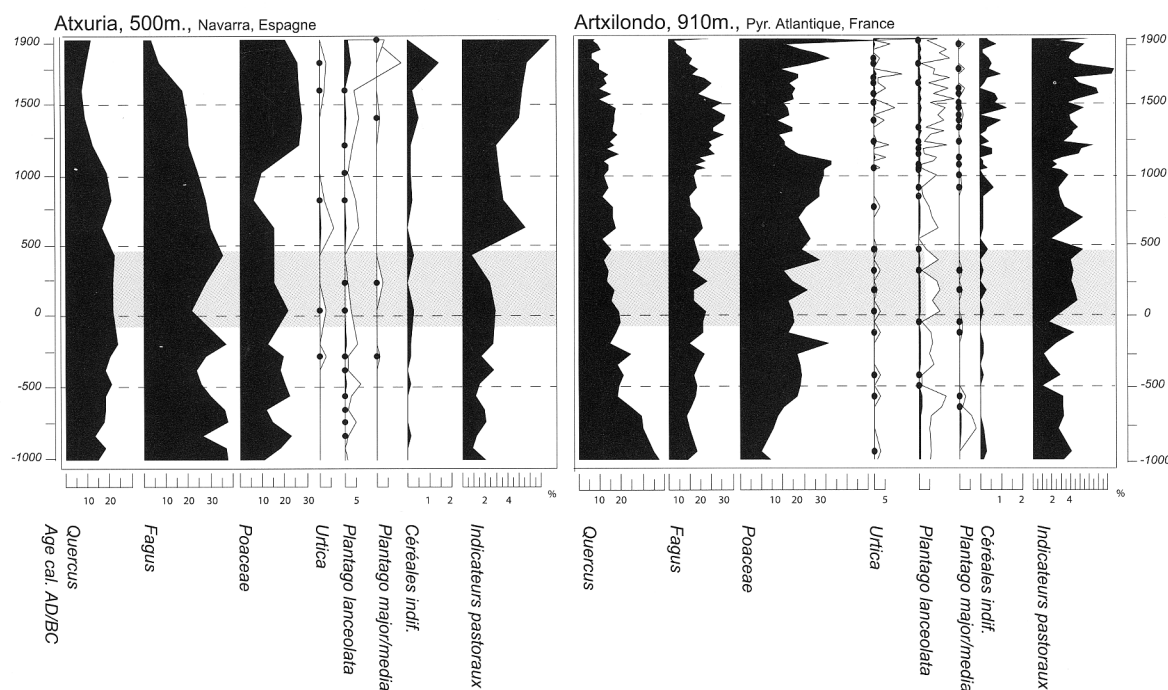 Atxuria, 500m., Navarra, Espagne
Artxilondo, 910m., Pyr. Atlantique, France
1900
1500
1000
500
0
-500
-1000
1900
1500
1000
500
0
-500
-1000
10 20 10 20 30 10 20 30 5 1 2 2 4 %
10 20 10 20 10 20 30 5 1 2 2 4 %
Age cal. AD/BC
Quercus
Fagus
Poaceae
Urtica
Plantago lanceolata
Plantago major/media
Céréales indif.
Indicateurs pastoraux
Quercus
Fagus
Poaceae
Urtica
Plantago lanceolata
Plantago major/media
Céréales indif.
Indicateurs pastoraux